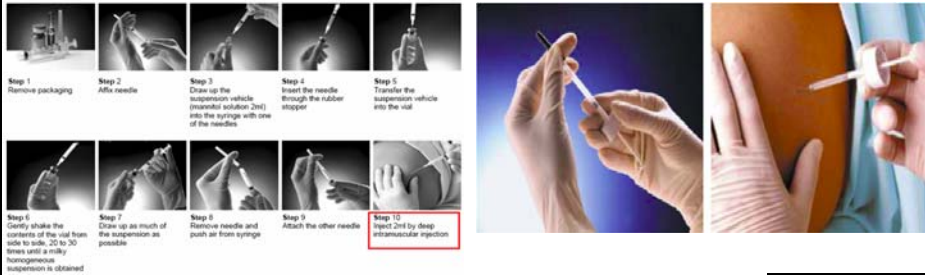 Step 1
Remove packaging
Step 2
Affix needle
Step 3
Draw up the
suspension vehicle
(mannitol solution 2ml)
into the syringe with one
of the needles
Step 4
Insert the needle
through the rubber
stopper
Step 5
Transfer the
suspension vehicle
into the vial
Step 6
Gently shake the
contents of the vial from
side to side, 20 to 30
times until a milky
homogeneous
suspension is obtained
Step 7
Draw up as much of
the suspension as
possible
Step 8
Remove needle and
push air from syringe
Step 9
Attach the other needle
Step 10
Inject 2ml by deep
intramuscular injection